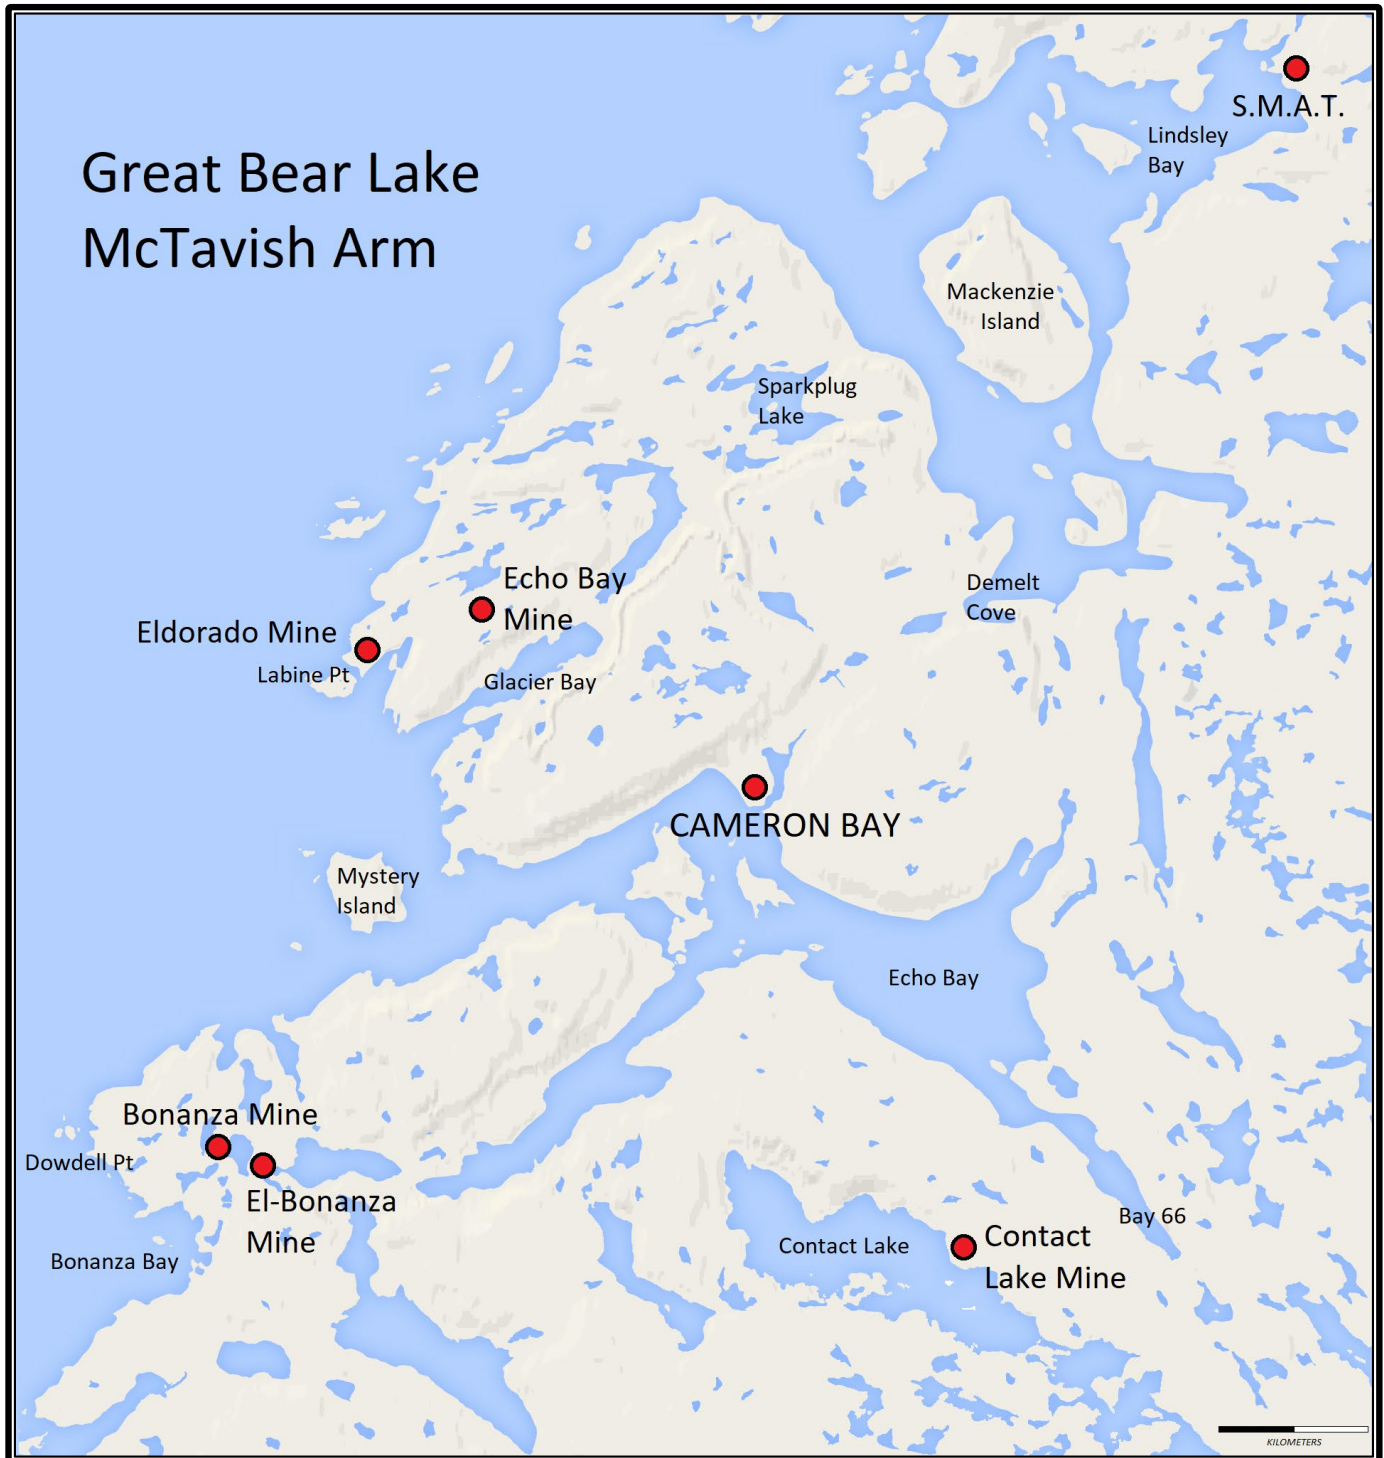 Great Bear Lake
McTavish Arm
S.M.A.T.
Lindsley
Bay
Mackenzie
Island
Sparkplug
Lake
Echo Bay
Mine
Demelt
Cove
Eldorado Mine
Labine Pt
Glacier Bay
CAMERON BAY
Mystery
Island
Echo Bay
Bonanza Mine
Dowdell Pt
El-Bonanza
Mine
Bonanza Bay
Bay 66
Contact Lake
Contact
Lake Mine
KILOMETERS